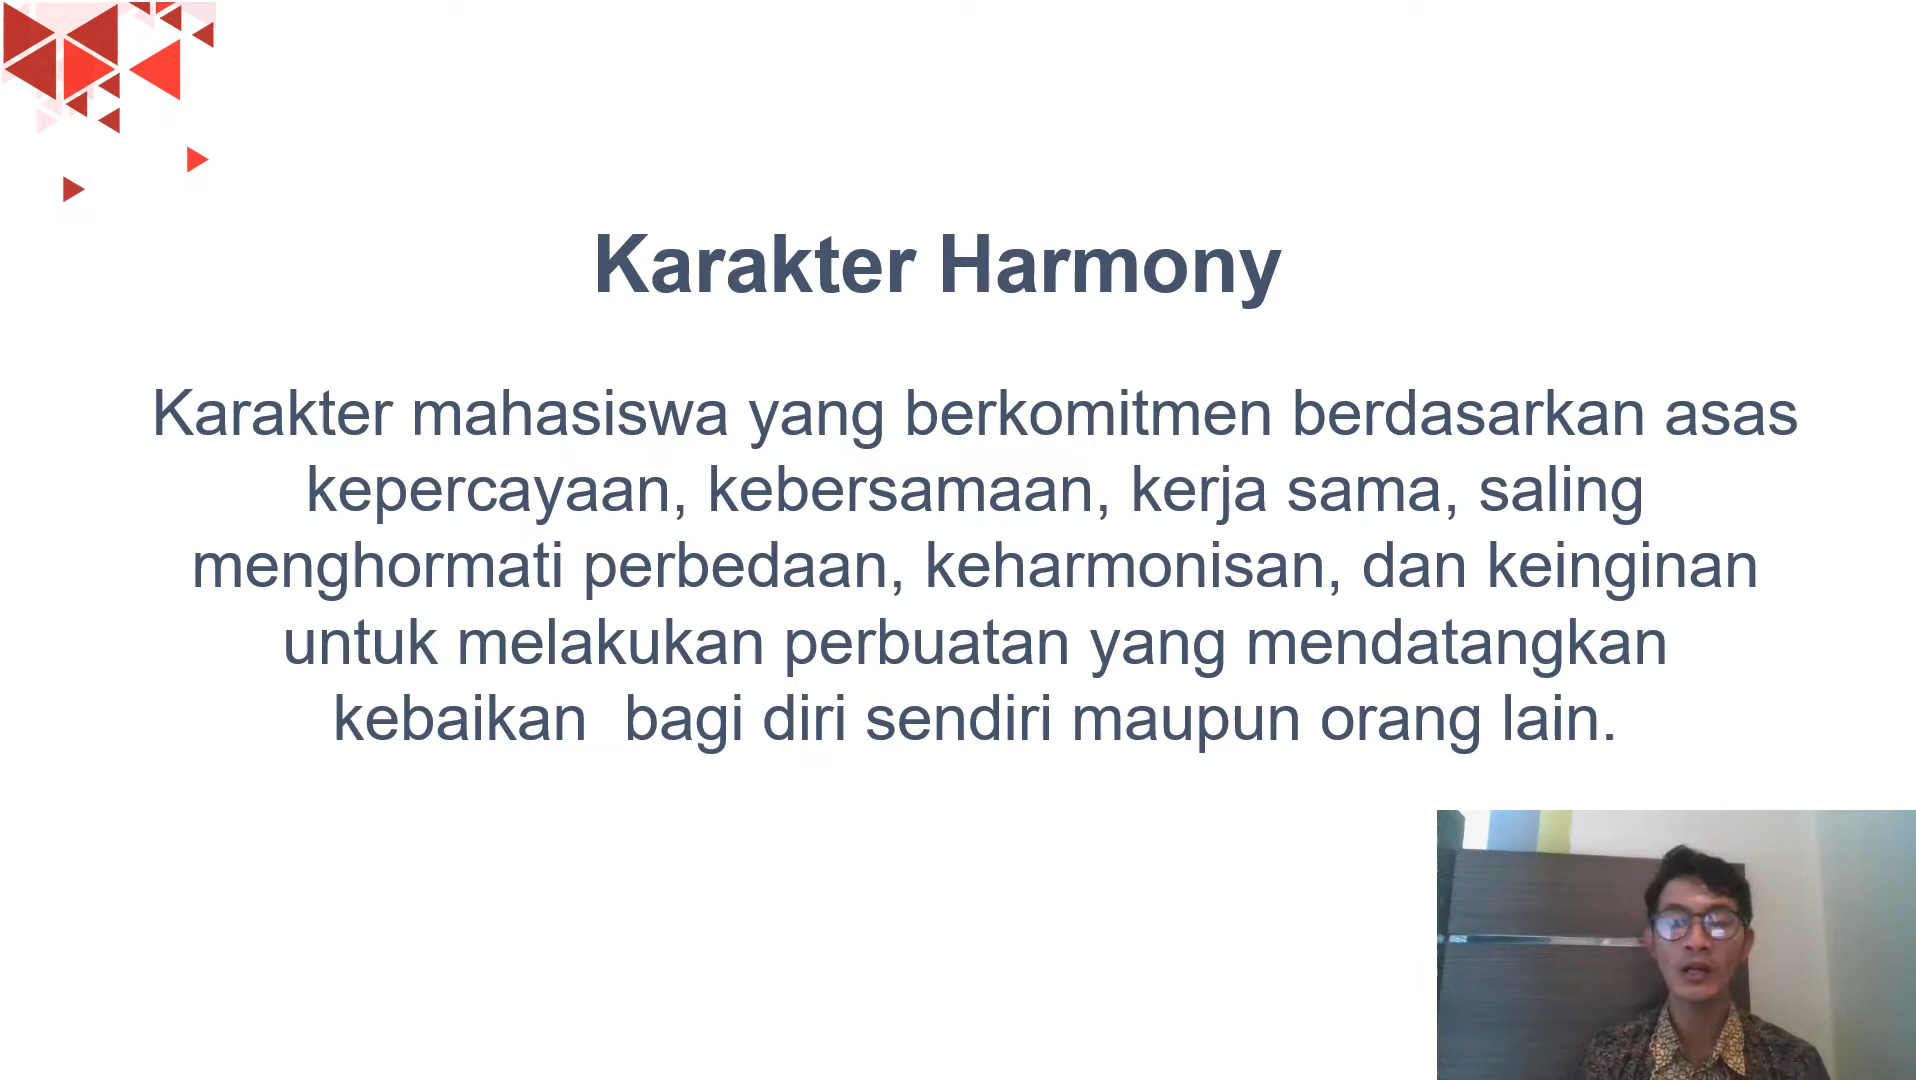 Karakter Harmony
Karakter mahasiswa yang berkomitmen berdasarkan asas
kepercayaan, kebersamaan, kerja sama, saling
menghormati perbedaan, keharmonisan, dan keinginan
untuk melakukan perbuatan yang mendatangkan
kebaikan  bagi diri sendiri maupun orang lain.